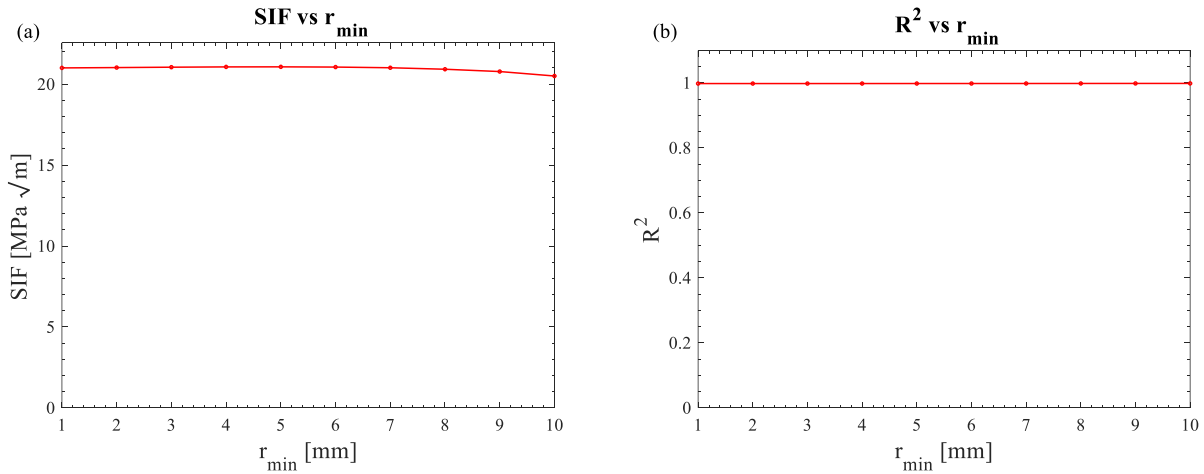 (a)
SIF vs r_min
SIF [MPa √m]
20
15
10
5
0
1 2 3 4 5 6 7 8 9 10
r_min [mm]
(b)
R² vs r_min
R²
1
0.8
0.6
0.4
0.2
0
1 2 3 4 5 6 7 8 9 10
r_min [mm]